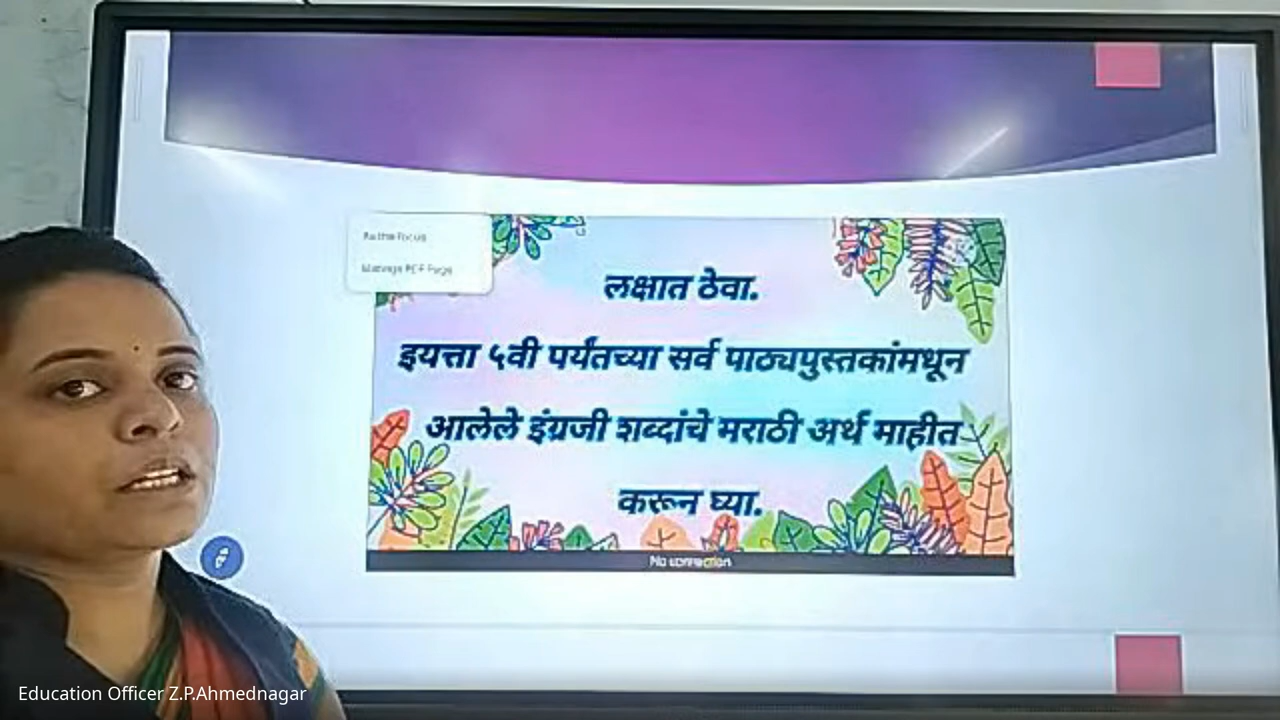 लक्षात ठेवा.
इयत्ता ५वी पर्यंतच्या सर्व पाठ्यपुस्तकांमधून
आलेले इंग्रजी शब्दांचे मराठी अर्थ माहीत
करून घ्या.
No connection
Education Officer Z.P.Ahmednagar